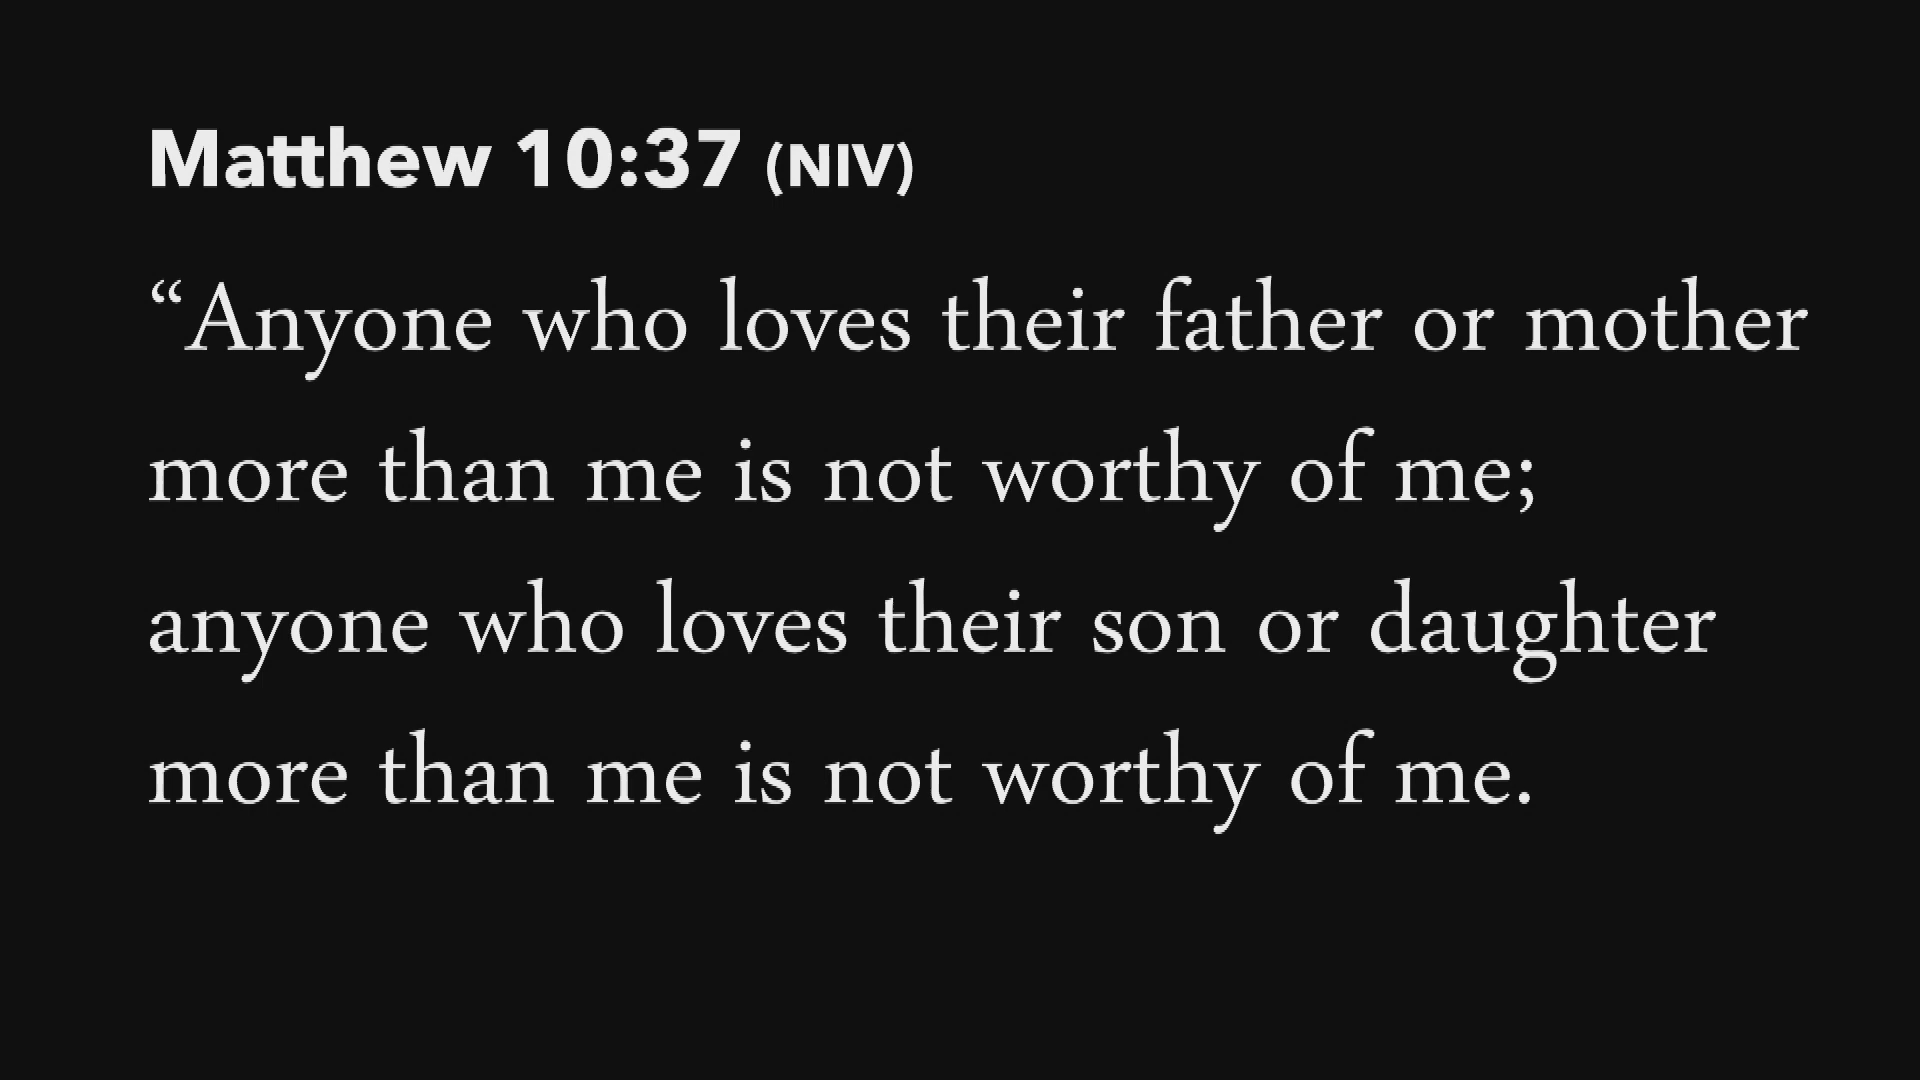 Matthew 10:37 (NIV)
“Anyone who loves their father or mother
more than me is not worthy of me;
anyone who loves their son or daughter
more than me is not worthy of me.